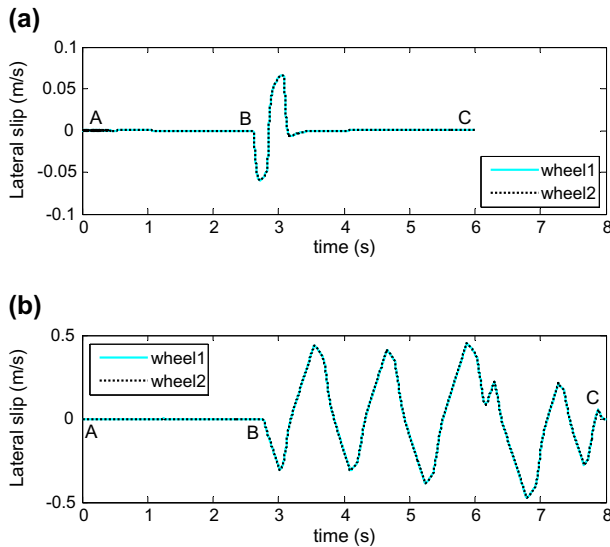 (a)
Lateral slip (m/s)
0.1
0.05
0
-0.05
-0.1
A
B
C
wheel1
wheel2
0 1 2 3 4 5 6 7 8
time (s)
(b)
Lateral slip (m/s)
0.5
0
-0.5
wheel1
wheel2
A
B
C
0 1 2 3 4 5 6 7 8
time (s)